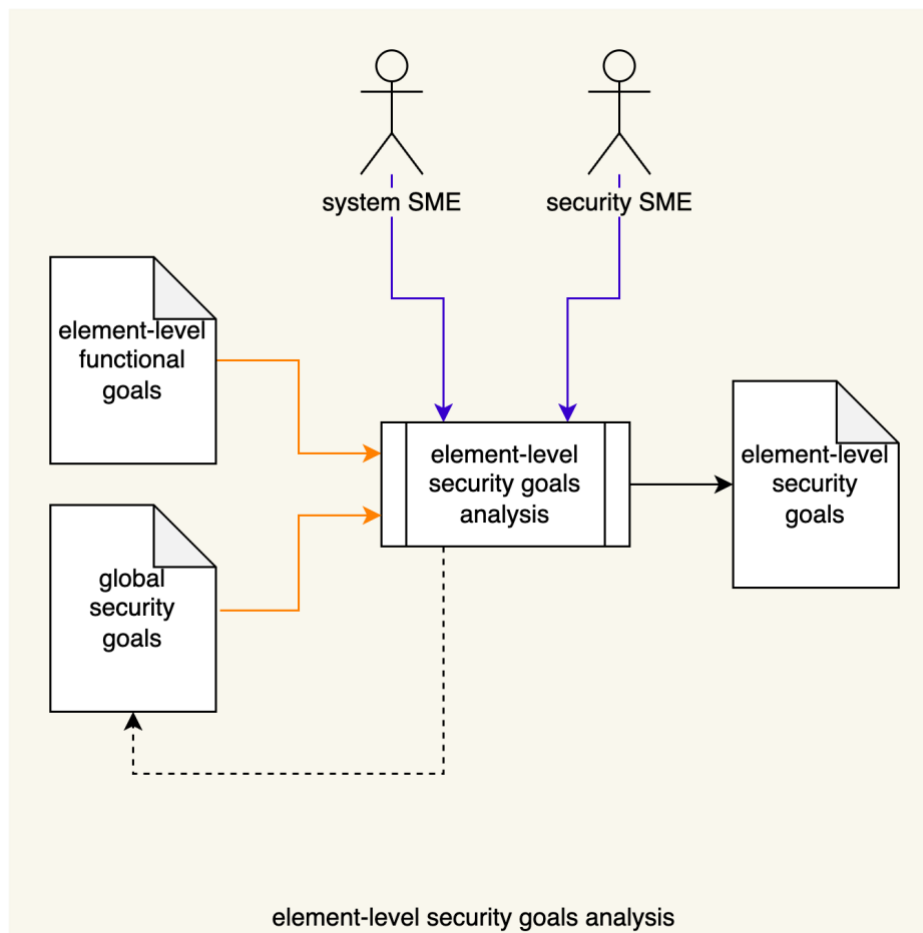 system SME
security SME
element-level
functional
goals
element-level
security goals
analysis
element-level
security
goals
global
security
goals
element-level security goals analysis